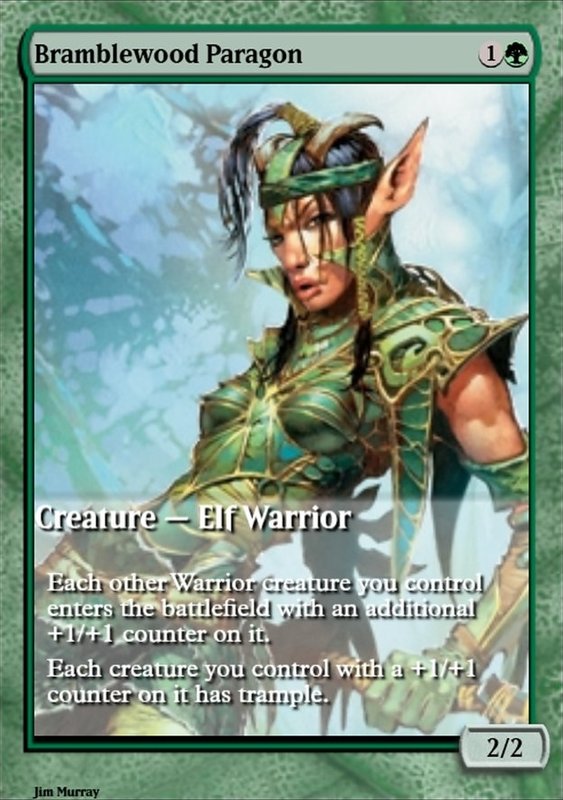 Bramblewood Paragon 1
Creature — Elf Warrior
Each other Warrior creature you control
enters the battlefield with an additional
+1/+1 counter on it.
Each creature you control with a +1/+1
counter on it has trample.
2/2
Jim Murray